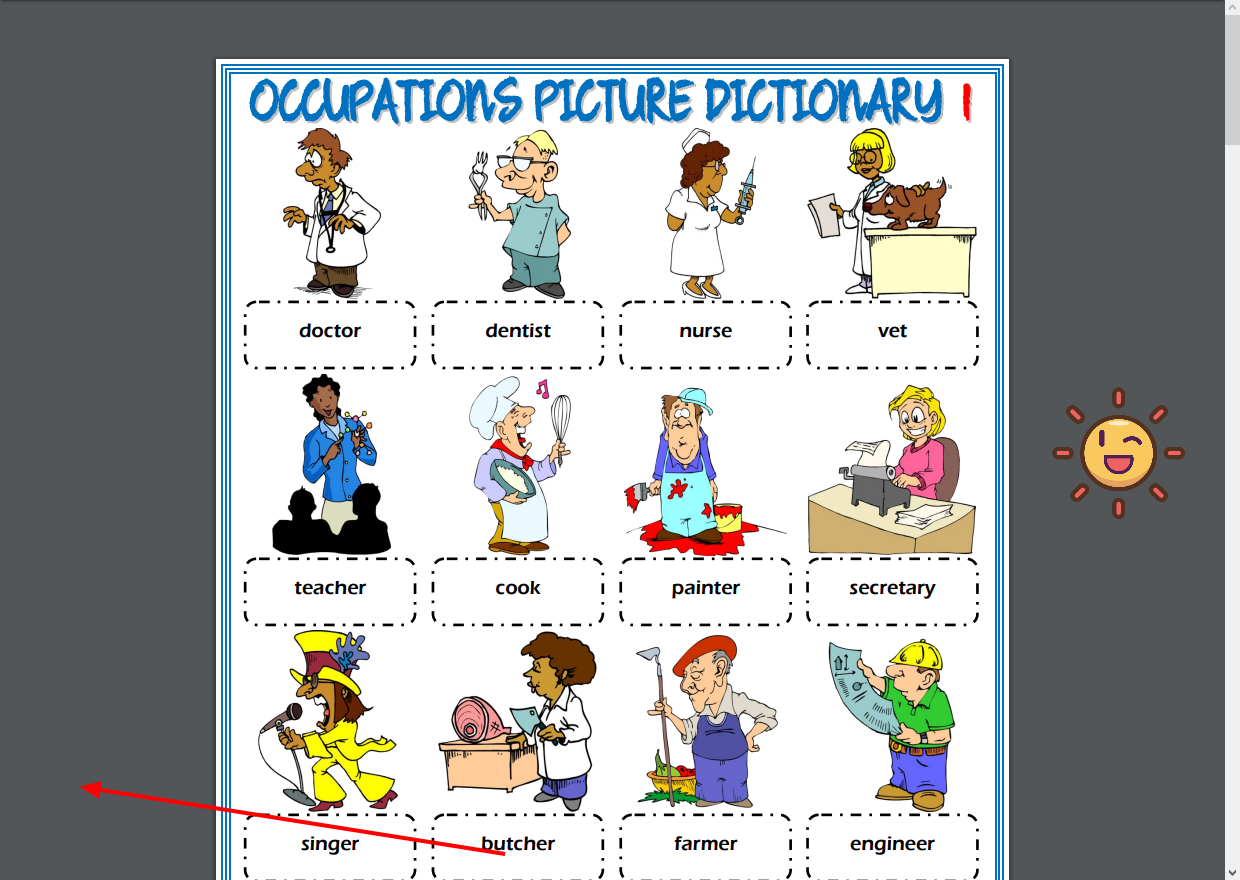 OCCUPATIONS PICTURE DICTIONARY 1
doctor dentist nurse vet
teacher cook painter secretary
singer butcher farmer engineer